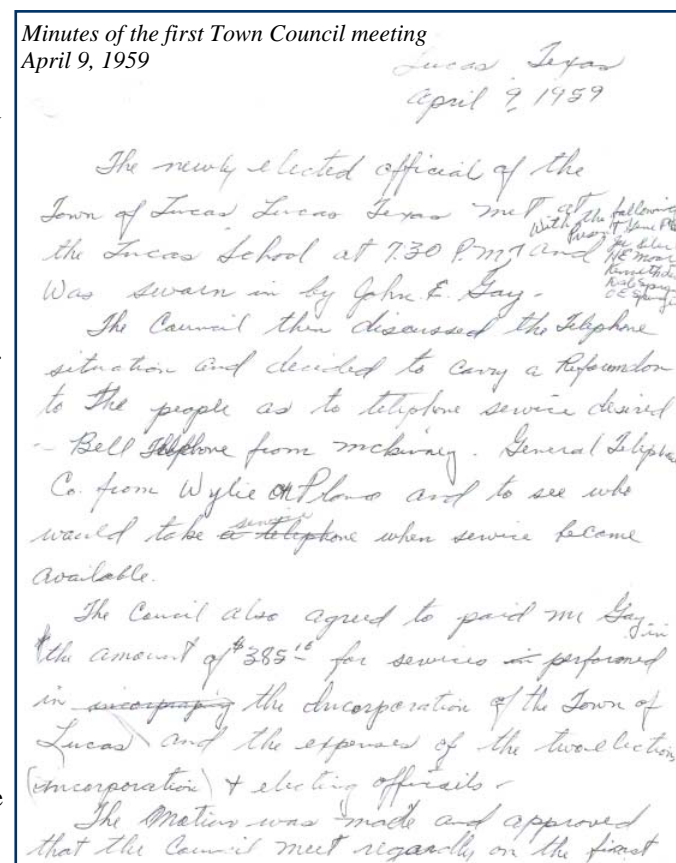 Minutes of the first Town Council meeting
April 9, 1959
Lucas Texas
April 9, 1959
The newly elected official of the
Town of Lucas Lucas Texas met at
With the following
the Lucas School at 7:30 P.M. and
was sworn in by John E. Gay.
The Council then discussed the Telephone
situation and decided to carry a
to the people as to telephone service desired
- Bell Telephone from McKinney. General
Co. from Wylie or Plano and to see who
service
would take a telephone when service become
available.
The Council also agreed to paid Mr Gay in
the amount of $385 for services in performed
in the Incorporation of the Town of
Lucas and the expenses of the two election
(incorporation) + electing officials -
The Motion was made and approved
that the Council meet on the first